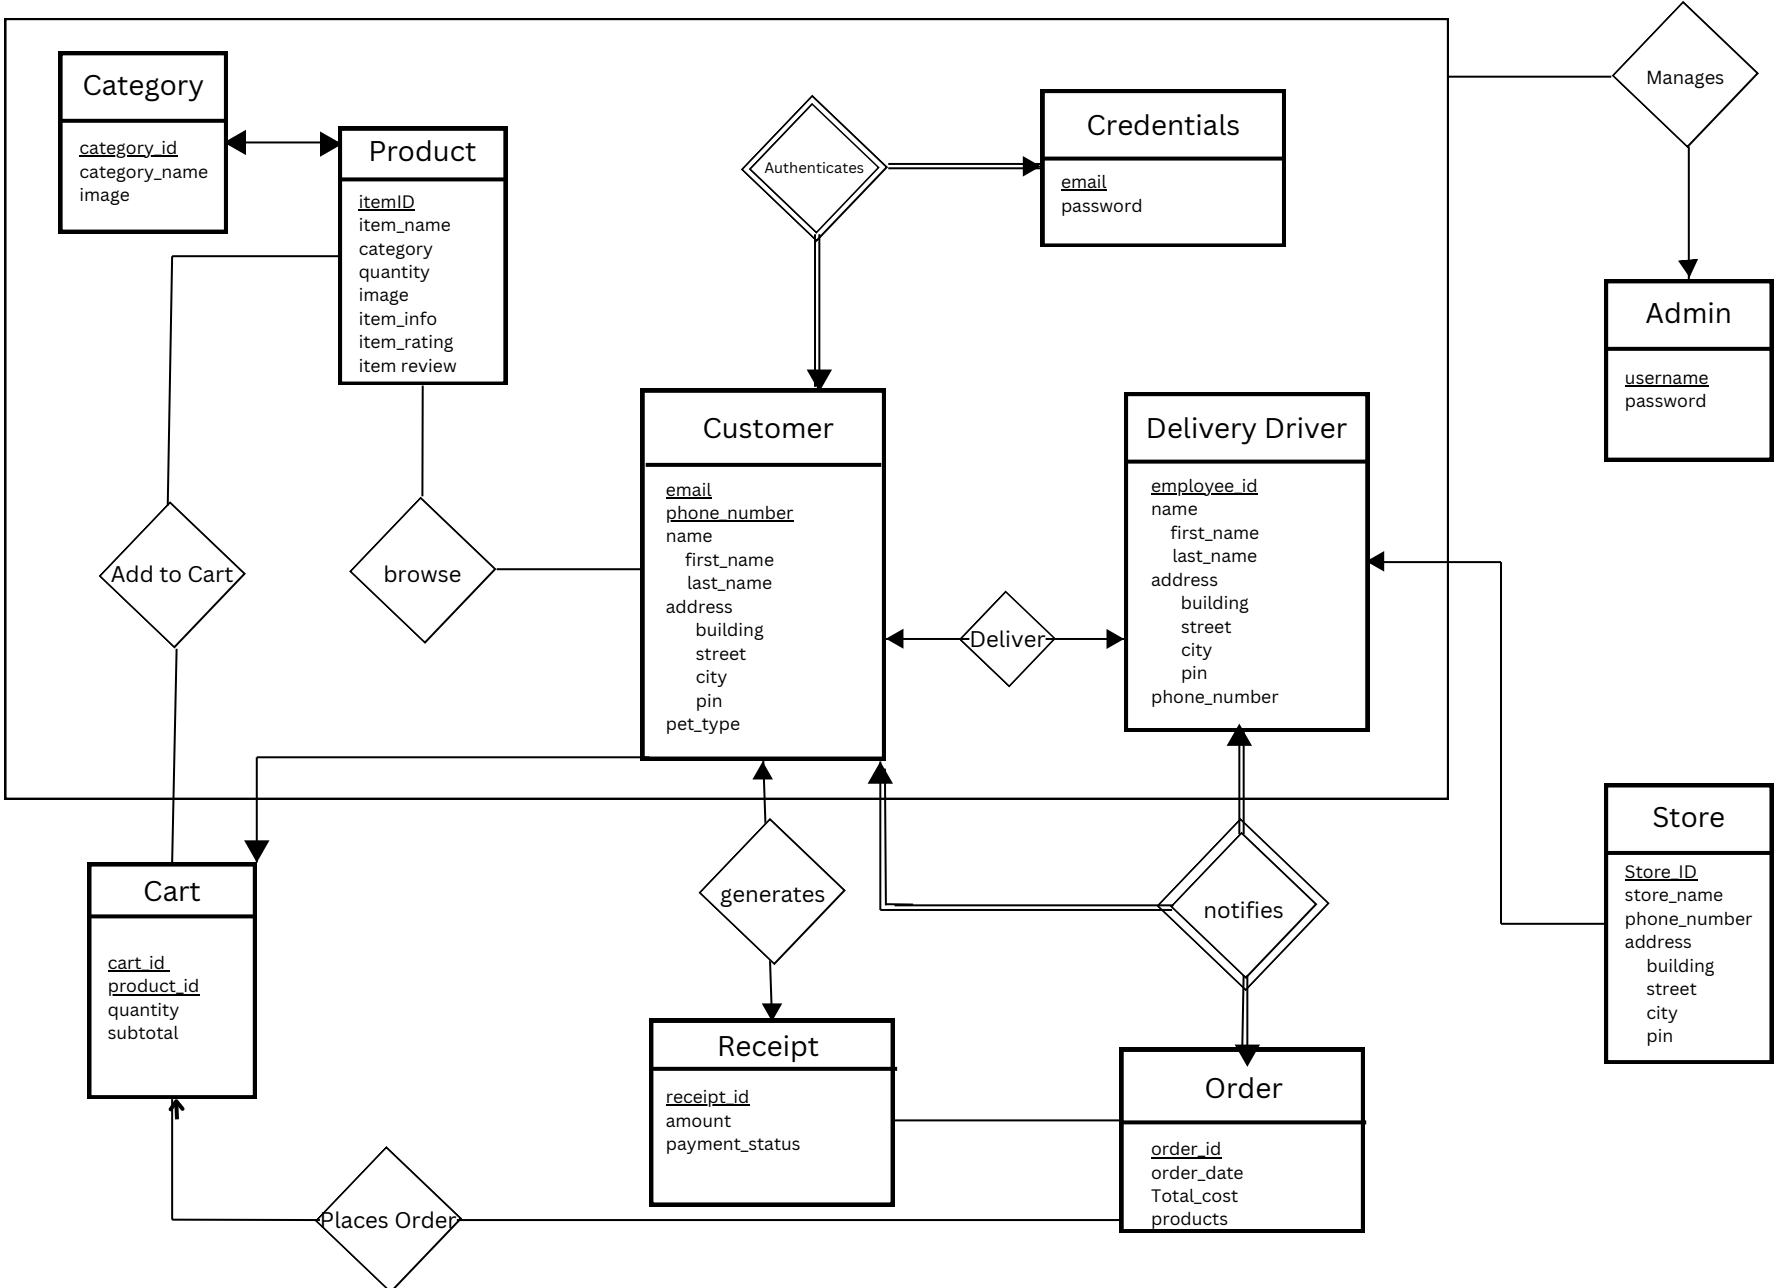 Manages
Category
category_id
category_name
image
Product
itemID
item_name
category
quantity
image
item_info
item_rating
item review
Authenticates
Credentials
email
password
Admin
username
password
Customer
email
phone_number
name
first_name
last_name
address
building
street
city
pin
pet_type
Delivery Driver
employee_id
name
first_name
last_name
address
building
street
city
pin
phone_number
Add to Cart
browse
Deliver
Store
Store_ID
store_name
phone_number
address
building
street
city
pin
Cart
cart_id
product_id
quantity
subtotal
generates
notifies
Receipt
receipt_id
amount
payment_status
Order
order_id
order_date
Total_cost
products
Places Order